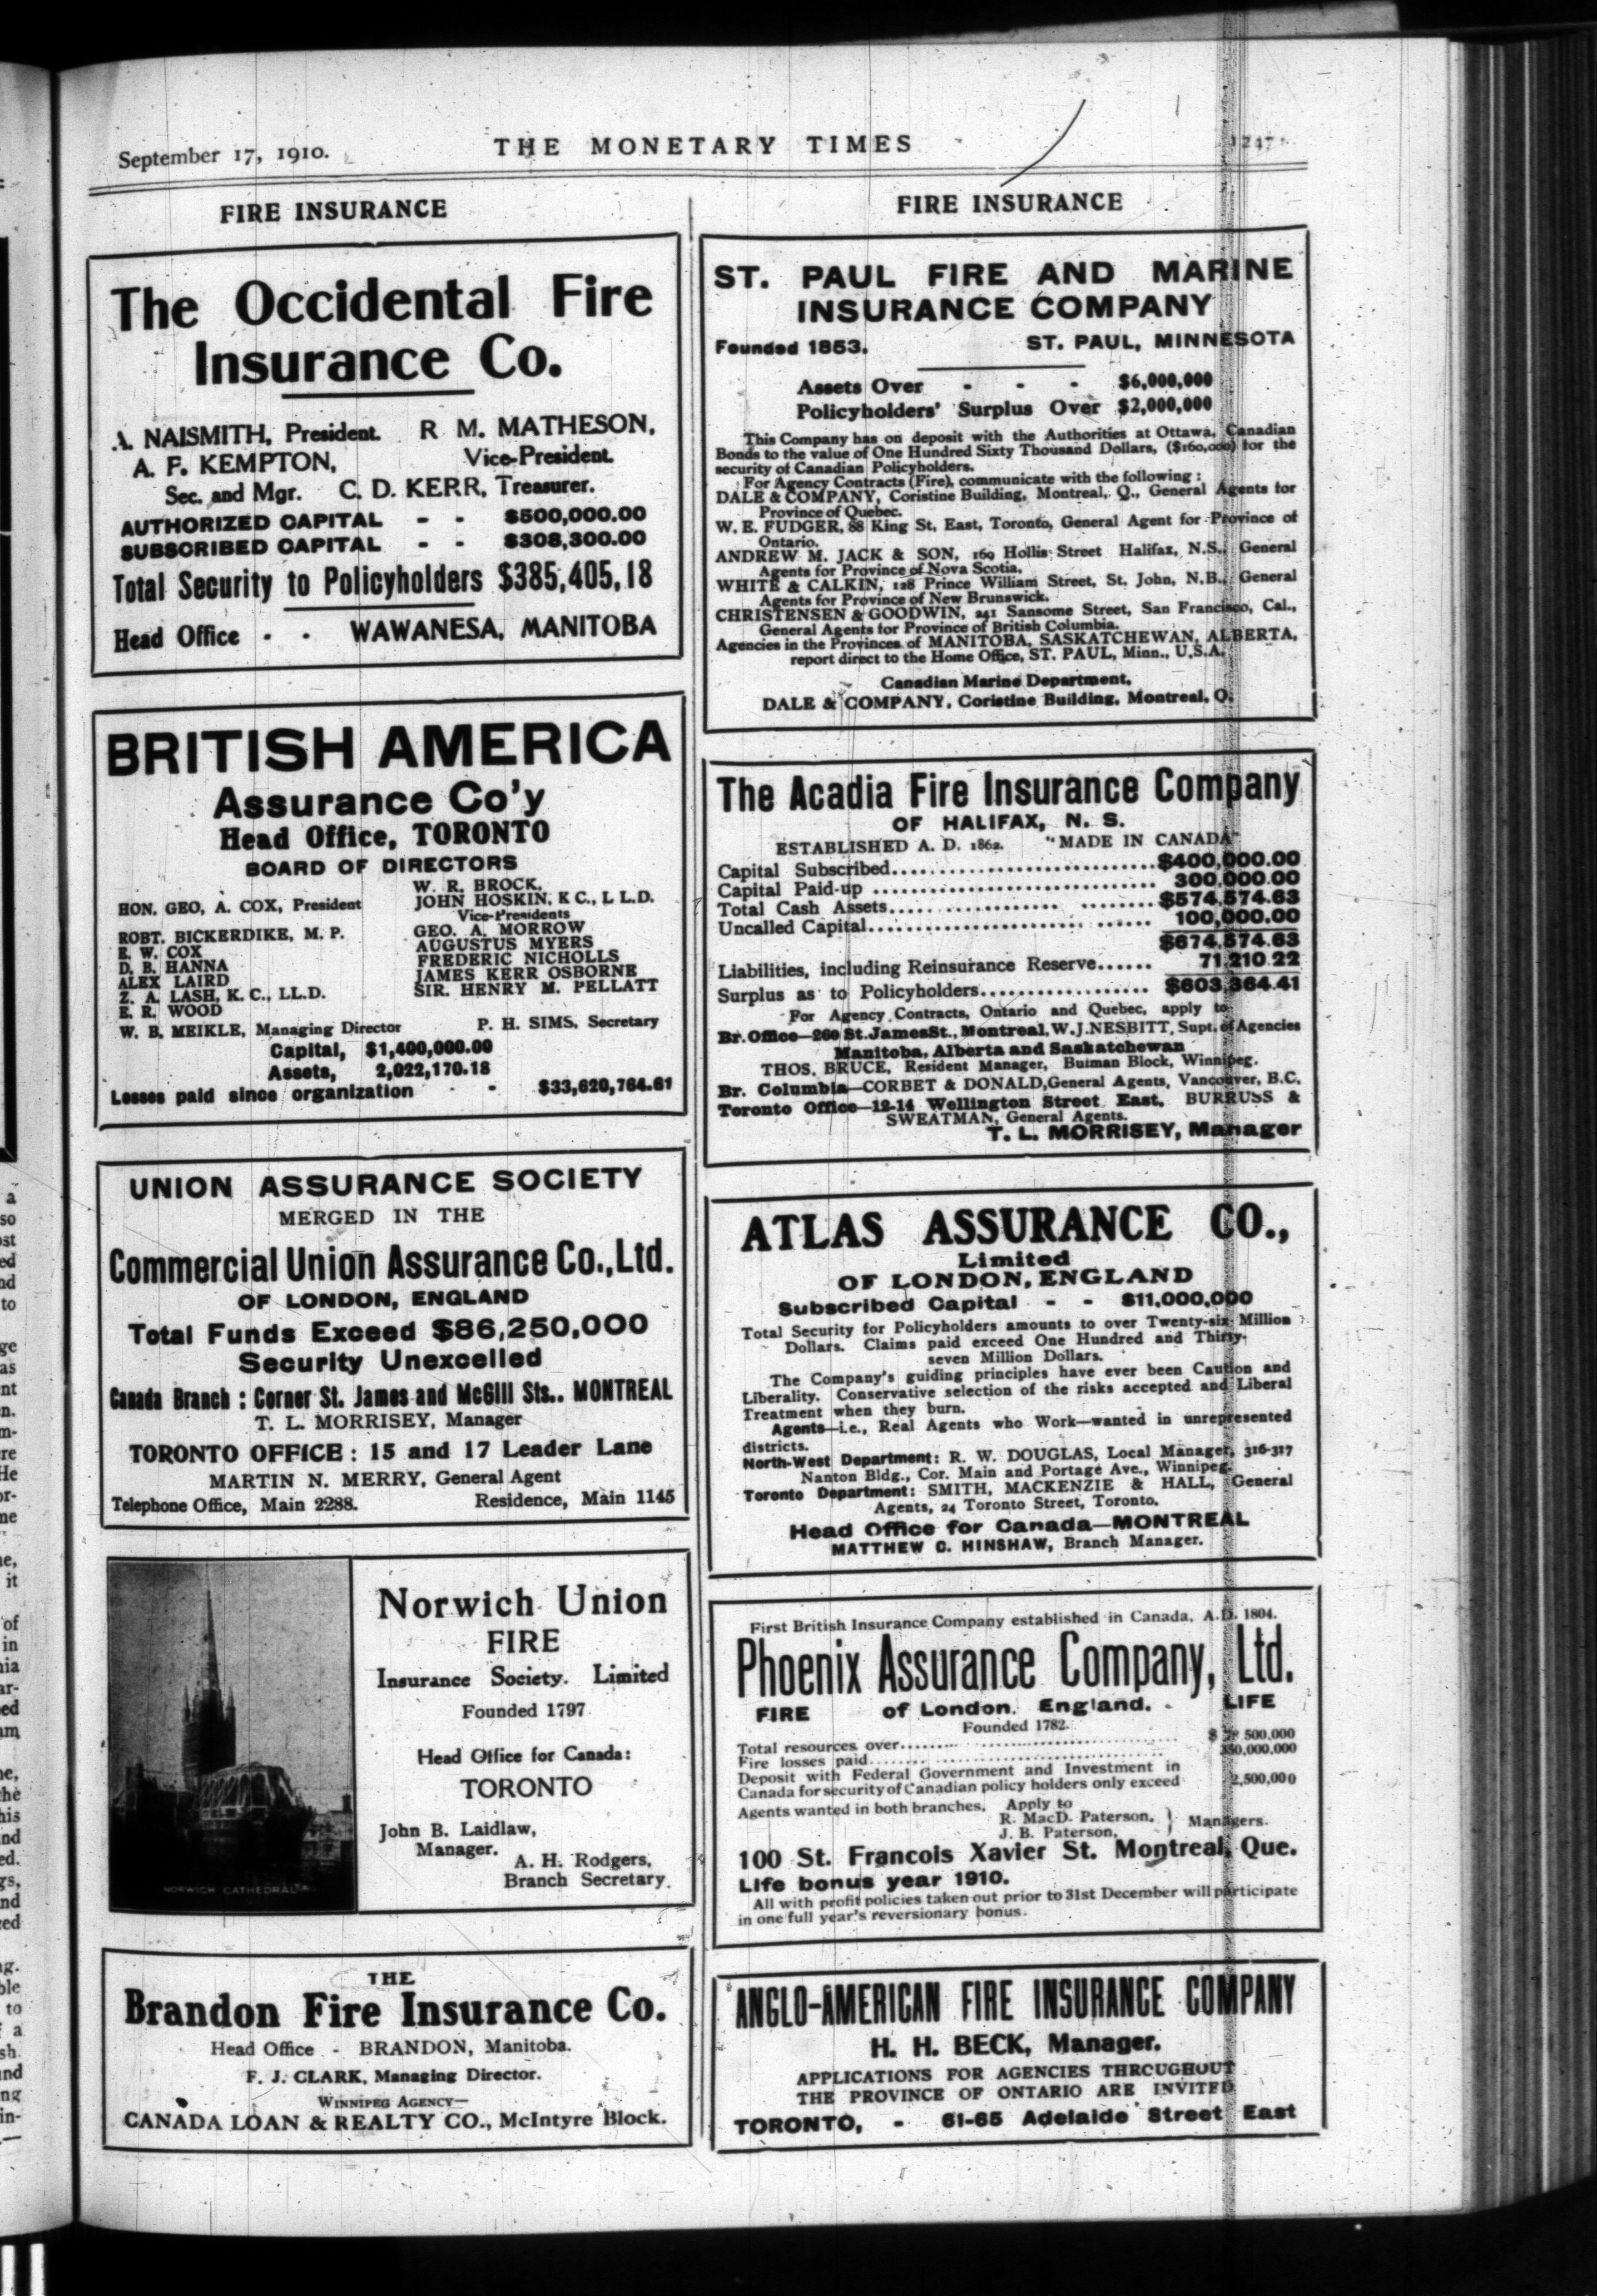 September 17, 1910.
THE MONETARY TIMES
FIRE INSURANCE
The Occidental Fire
Insurance Co.
A. NAISMITH, President. R M. MATHESON,
A. F. KEMPTON, Vice-President.
Sec. and Mgr. C. D. KERR, Treasurer.
AUTHORIZED CAPITAL - - $500,000.00
SUBSCRIBED CAPITAL - - $308,300.00
Total Security to Policyholders $385,405,18
Head Office - - WAWANESA, MANITOBA
BRITISH AMERICA
Assurance Co'y
Head Office, TORONTO
BOARD OF DIRECTORS
W. R. BROCK,
HON. GEO, A. COX, President JOHN HOSKIN, K C., L L.D.
Vice-Presidents
ROBT. BICKERDIKE, M. P. GEO. A. MORROW
E. W. COX AUGUSTUS MYERS
D. B. HANNA FREDERIC NICHOLLS
ALEX LAIRD JAMES KERR OSBORNE
Z. A. LASH, K. C., LL.D. SIR. HENRY M. PELLATT
E. R. WOOD
W. B. MEIKLE, Managing Director P. H. SIMS, Secretary
Capital, $1,400,000.00
Assets, 2,022,170.18
Losses paid since organization - - $33,620,764.61
UNION ASSURANCE SOCIETY
MERGED IN THE
Commercial Union Assurance Co., Ltd.
OF LONDON, ENGLAND
Total Funds Exceed $86,250,000
Security Unexcelled
Canada Branch : Corner St. James and McGill Sts.. MONTREAL
T. L. MORRISEY, Manager
TORONTO OFFICE : 15 and 17 Leader Lane
MARTIN N. MERRY, General Agent
Telephone Office, Main 2288. Residence, Main 1145
NORWICH CATHEDRAL
Norwich Union
FIRE
Insurance Society. Limited
Founded 1797
Head Office for Canada:
TORONTO
John B. Laidlaw,
Manager.
A. H. Rodgers,
Branch Secretary.
THE
Brandon Fire Insurance Co.
Head Office - BRANDON, Manitoba.
F. J. CLARK, Managing Director.
WINNIPEG AGENCY—
CANADA LOAN & REALTY CO., McIntyre Block.
FIRE INSURANCE
ST. PAUL FIRE AND MARINE
INSURANCE COMPANY
Founded 1853. ST. PAUL, MINNESOTA
Assets Over - - - $6,000,000
Policyholders' Surplus Over $2,000,000
This Company has on deposit with the Authorities at Ottawa, Canadian
Bonds to the value of One Hundred Sixty Thousand Dollars, ($160,000) for the
security of Canadian Policyholders.
For Agency Contracts (Fire), communicate with the following :
DALE & COMPANY, Coristine Building, Montreal, Q., General Agents for
Province of Quebec.
W. E. FUDGER, 88 King St, East, Toronto, General Agent for Province of
Ontario.
ANDREW M. JACK & SON, 169 Hollis Street Halifax, N.S., General
Agents for Province of Nova Scotia.
WHITE & CALKIN, 128 Prince William Street, St. John, N.B., General
Agents for Province of New Brunswick.
CHRISTENSEN & GOODWIN, 241 Sansome Street, San Francisco, Cal.,
General Agents for Province of British Columbia.
Agencies in the Provinces of MANITOBA, SASKATCHEWAN, ALBERTA,
report direct to the Home Office, ST. PAUL, Minn., U.S.A.
Canadian Marine Department,
DALE & COMPANY, Coristine Building, Montreal, Q.
The Acadia Fire Insurance Company
OF HALIFAX, N. S.
ESTABLISHED A. D. 1862. "MADE IN CANADA"
Capital Subscribed.......... $400,000.00
Capital Paid-up .......... 300,000.00
Total Cash Assets.......... $574,574.63
Uncalled Capital.......... 100,000.00
$674,574.63
Liabilities, including Reinsurance Reserve...... 71,210.22
Surplus as to Policyholders.......... $603,364.41
For Agency Contracts, Ontario and Quebec, apply to
Br. Office—260 St. James St., Montreal, W. J. NESBITT, Supt. of Agencies
Manitoba, Alberta and Saskatchewan
THOS. BRUCE, Resident Manager, Bulman Block, Winnipeg.
Br. Columbia—CORBET & DONALD, General Agents, Vancouver, B.C.
Toronto Office—12-14 Wellington Street East. BURRUSS &
SWEATMAN, General Agents.
T. L. MORRISEY, Manager
ATLAS ASSURANCE CO.,
Limited
OF LONDON, ENGLAND
Subscribed Capital - - $11,000,000
Total Security for Policyholders amounts to over Twenty-six Million
Dollars. Claims paid exceed One Hundred and Thirty-
seven Million Dollars.
The Company's guiding principles have ever been Caution and
Liberality. Conservative selection of the risks accepted and Liberal
Treatment when they burn.
Agents—i.e., Real Agents who Work—wanted in unrepresented
districts.
North-West Department: R. W. DOUGLAS, Local Manager, 316-317
Nanton Bldg., Cor. Main and Portage Ave., Winnipeg.
Toronto Department: SMITH, MACKENZIE & HALL, General
Agents, 24 Toronto Street, Toronto.
Head Office for Canada—MONTREAL
MATTHEW C. HINSHAW, Branch Manager.
First British Insurance Company established in Canada, A.D. 1804.
Phoenix Assurance Company, Ltd.
FIRE of London. England. - LIFE
Founded 1782.
Total resources over.......... $ 500,000
Fire losses paid..........
Deposit with Federal Government and Investment in
Canada for security of Canadian policy holders only exceed 2,500,000
Agents wanted in both branches. Apply to
R. MacD. Paterson, } Managers.
J. B. Paterson,
100 St. Francois Xavier St. Montreal, Que.
Life bonus year 1910.
All with profit policies taken out prior to 31st December will participate
in one full year's reversionary bonus.
ANGLO-AMERICAN FIRE INSURANCE COMPANY
H. H. BECK, Manager.
APPLICATIONS FOR AGENCIES THROUGHOUT
THE PROVINCE OF ONTARIO ARE INVITED
TORONTO, - 61-65 Adelaide Street East